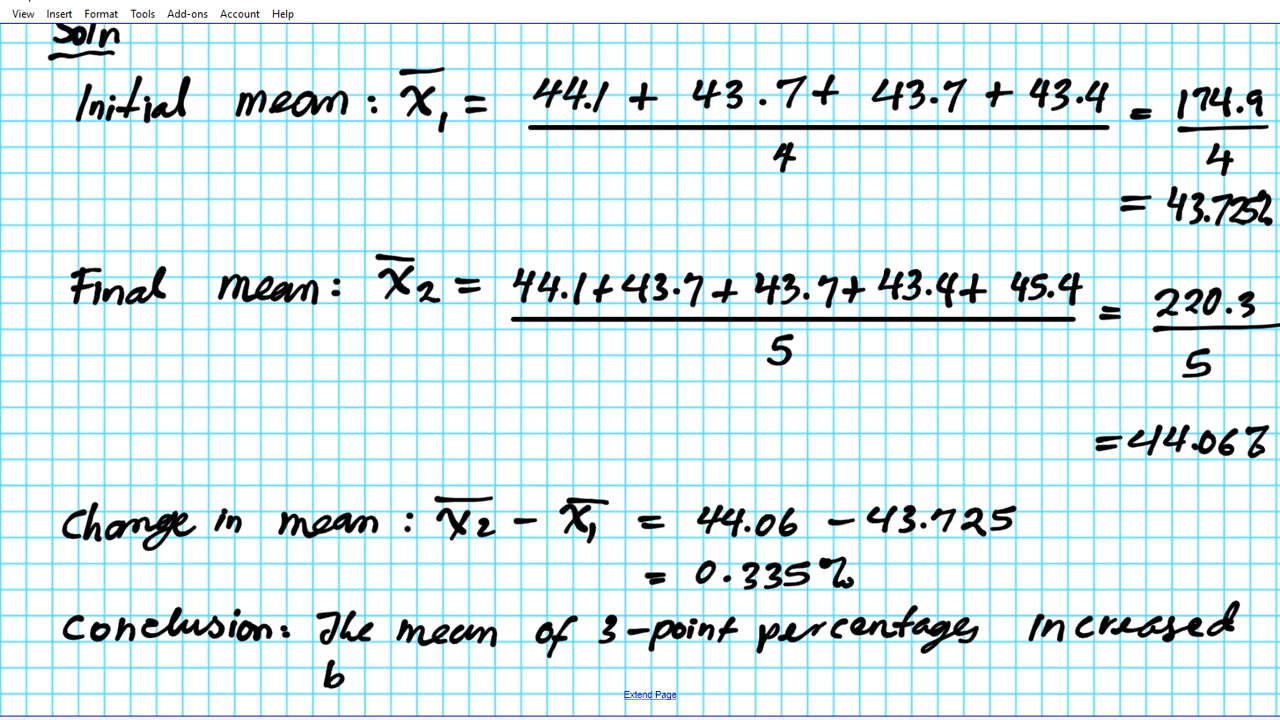 View Insert Format Tools Add-ons Account Help
Soln
Initial mean: x̄₁ = (44.1 + 43.7 + 43.7 + 43.4)/4 = 174.9/4
= 43.725%
Final mean: x̄₂ = (44.1+43.7+43.7+43.4+45.4)/5 = 220.3/5
= 44.06%
Change in mean: x̄₂ - x̄₁ = 44.06 - 43.725
= 0.335%
Conclusion: The mean of 3-point percentages increased
b
Extend Page